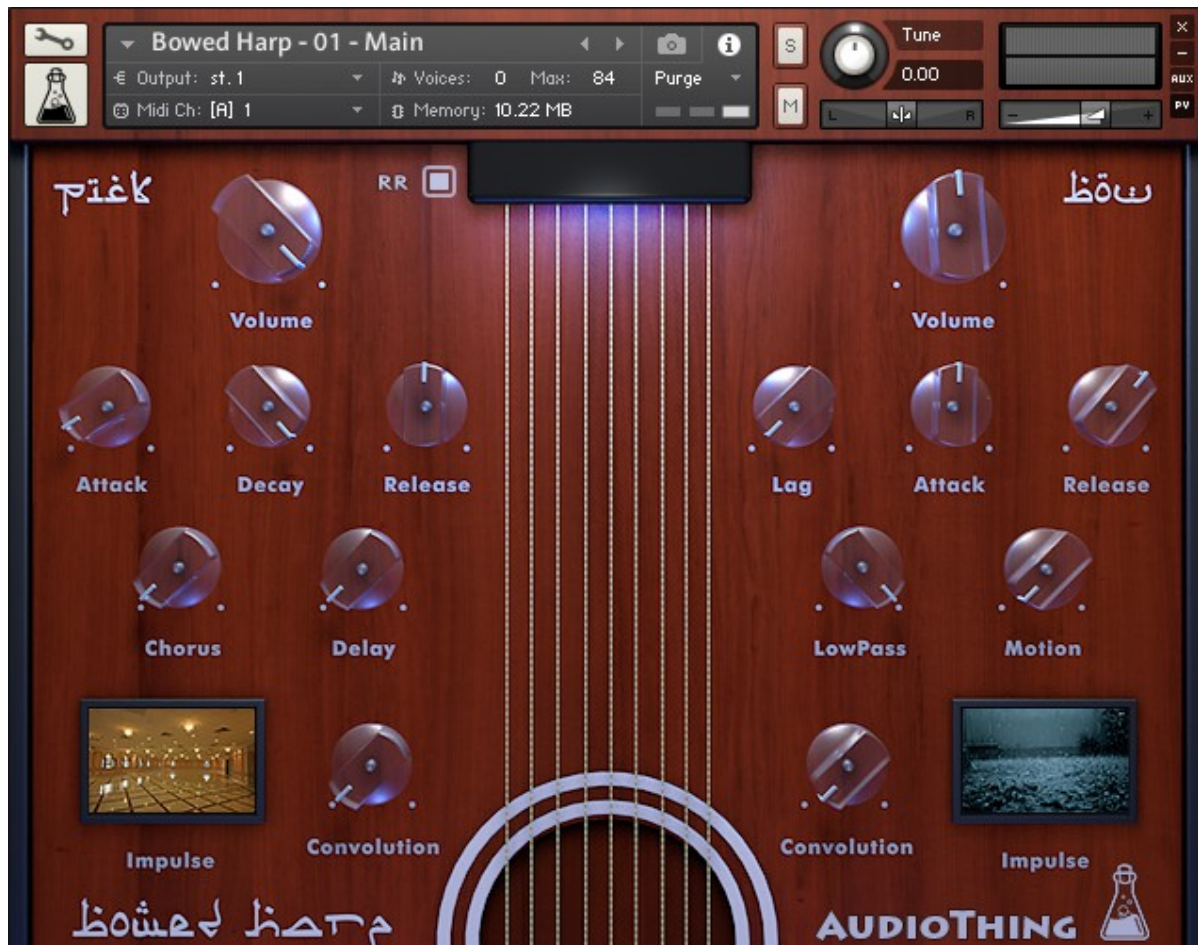 Bowed Harp - 01 - Main
Output: st.1
Voices: 0 Max: 84
Purge
Midi Ch: [A] 1
Memory: 10.22 MB
S
M
Tune
0.00
L R
- +
×
-
AUX
PV
pick
RR
bow
Volume
Volume
Attack Decay Release
Lag Attack Release
Chorus Delay
LowPass Motion
Impulse
Convolution
Convolution
Impulse
bowed harp
AUDIOTHING